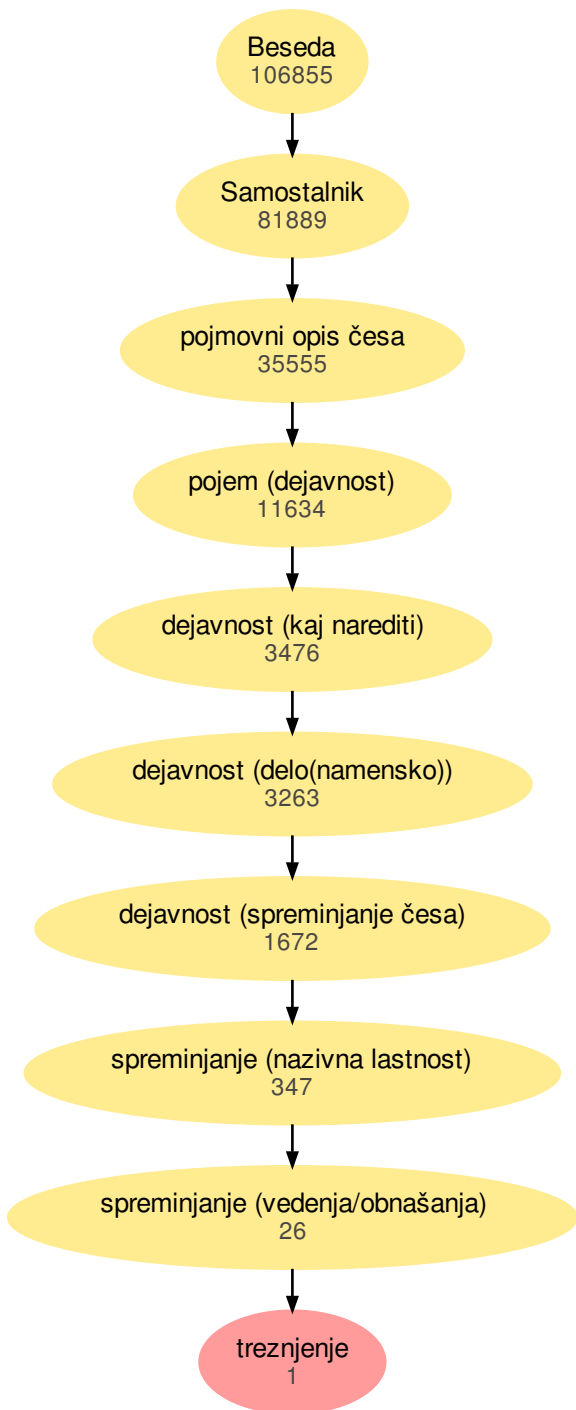 Beseda
106855
Samostalnik
81889
pojmovni opis česa
35555
pojem (dejavnost)
11634
dejavnost (kaj narediti)
3476
dejavnost (delo(namensko))
3263
dejavnost (spreminjanje česa)
1672
spreminjanje (nazivna lastnost)
347
spreminjanje (vedenja/obnašanja)
26
treznjenje
1